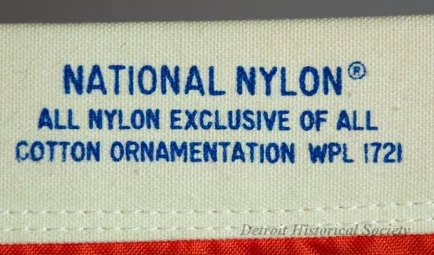 NATIONAL NYLON®
ALL NYLON EXCLUSIVE OF ALL
COTTON ORNAMENTATION WPL 1721
Detroit Historical Society